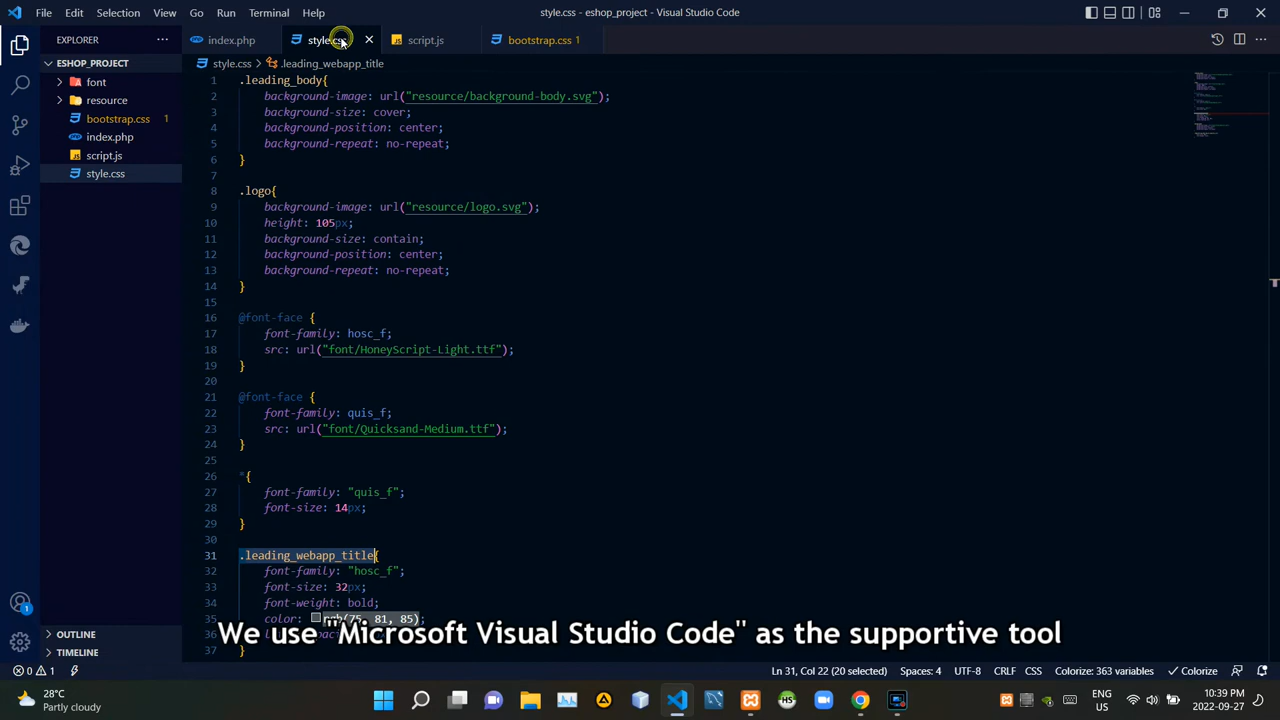 File Edit Selection View Go Run Terminal Help
style.css - eshop_project - Visual Studio Code
EXPLORER
index.php
style.css
script.js
bootstrap.css 1
ESHOP_PROJECT
style.css > .leading_webapp_title
font
resource
bootstrap.css 1
index.php
script.js
style.css
1 .leading_body{
2 background-image: url("resource/background-body.svg");
3 background-size: cover;
4 background-position: center;
5 background-repeat: no-repeat;
6 }
7
8 .logo{
9 background-image: url("resource/logo.svg");
10 height: 105px;
11 background-size: contain;
12 background-position: center;
13 background-repeat: no-repeat;
14 }
15
16 @font-face {
17 font-family: hosc_f;
18 src: url("font/HoneyScript-Light.ttf");
19 }
20
21 @font-face {
22 font-family: quis_f;
23 src: url("font/Quicksand-Medium.ttf");
24 }
25
26 *{
27 font-family: "quis_f";
28 font-size: 14px;
29 }
30
31 .leading_webapp_title{
32 font-family: "hosc_f";
33 font-size: 32px;
34 font-weight: bold;
35 color: rgb(75, 81, 85);
36
37 }
We use "Microsoft Visual Studio Code" as the supportive tool
OUTLINE
TIMELINE
1
0 1
Ln 31, Col 22 (20 selected) Spaces: 4 UTF-8 CRLF CSS Colorize: 363 variables Colorize
28°C
Partly cloudy
HS
ENG
US
10:39 PM
2022-09-27